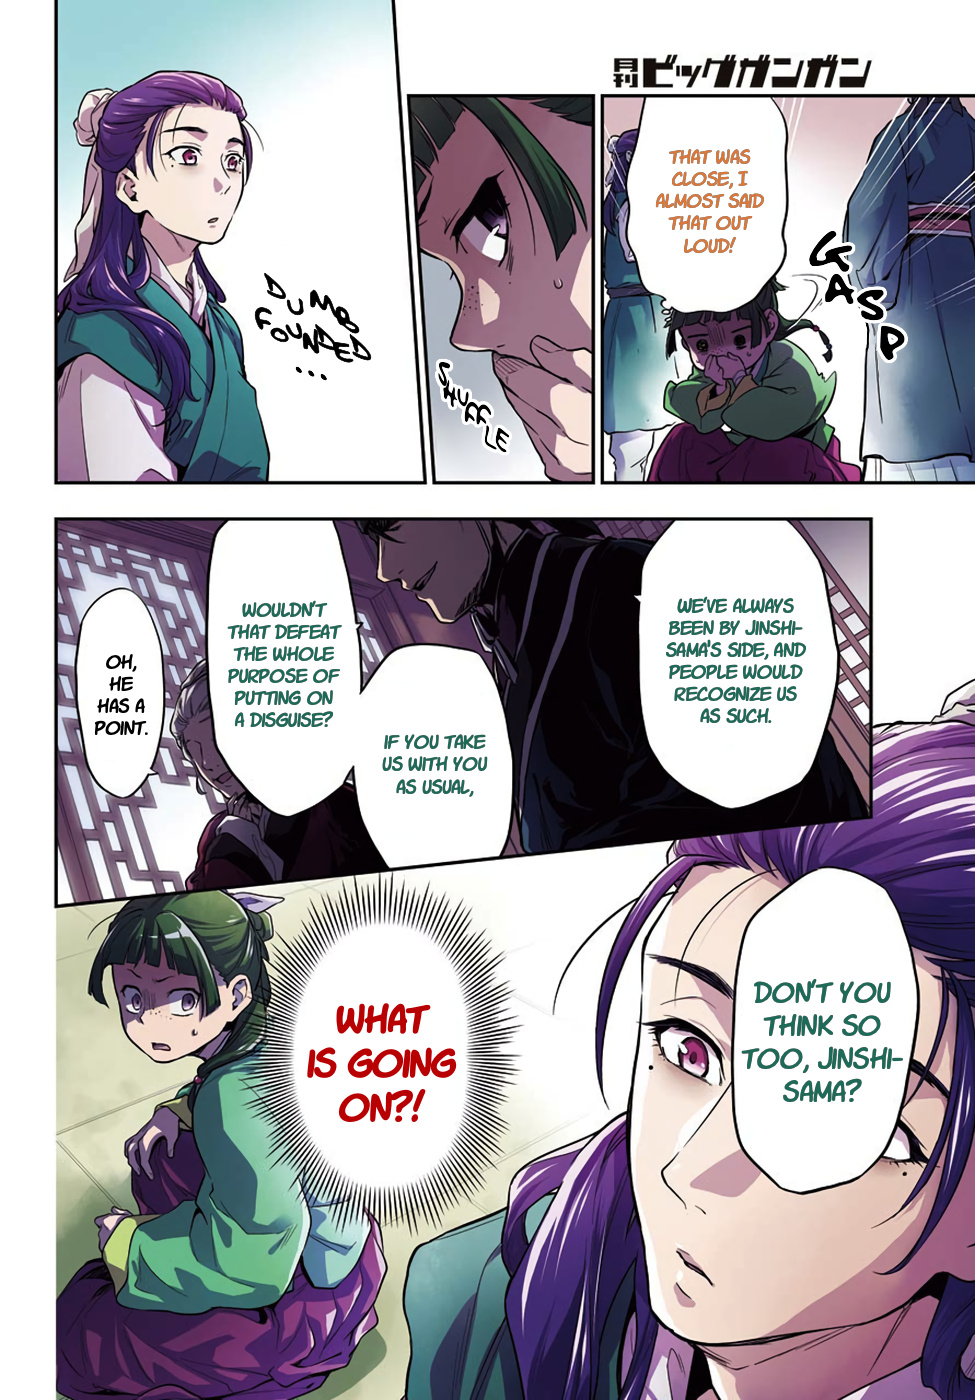 月刊ビッグガンガン
THAT WAS
CLOSE, I
ALMOST SAID
THAT OUT
LOUD!
GASP
SHUFFLE
DUMB
FOUNDED
...
WE'VE ALWAYS
BEEN BY JINSHI-
SAMA'S SIDE, AND
PEOPLE WOULD
RECOGNIZE US
AS SUCH.
IF YOU TAKE
US WITH YOU
AS USUAL,
WOULDN'T
THAT DEFEAT
THE WHOLE
PURPOSE OF
PUTTING ON
A DISGUISE?
OH,
HE
HAS A
POINT.
DON'T YOU
THINK SO
TOO, JINSHI-
SAMA?
WHAT
IS GOING
ON?!